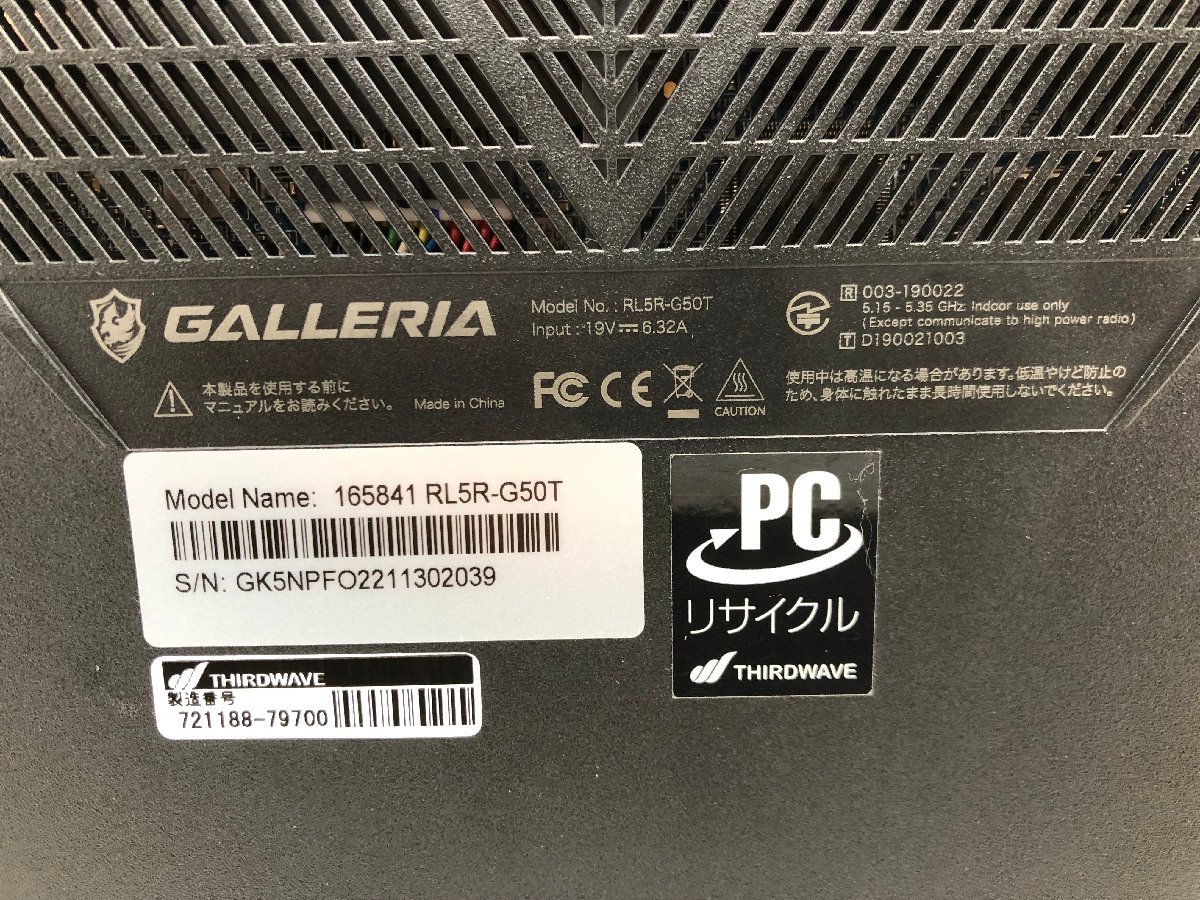 GALLERIA
Model No. : RL5R-G50T
Input : 19V⎓6.32A
R 003-190022
5.15 - 5.35 GHz Indoor use only
(Except communicate to high power radio)
T D190021003
本製品を使用する前に
マニュアルをお読みください。
Made in China
FC CE
CAUTION
使用中は高温になる場合があります。低温やけど防止の
ため、身体に触れたまま長時間使用しないでください。
Model Name: 165841 RL5R-G50T
S/N: GK5NPFO2211302039
THIRDWAVE
製造番号
721188-79700
PC
リサイクル
THIRDWAVE